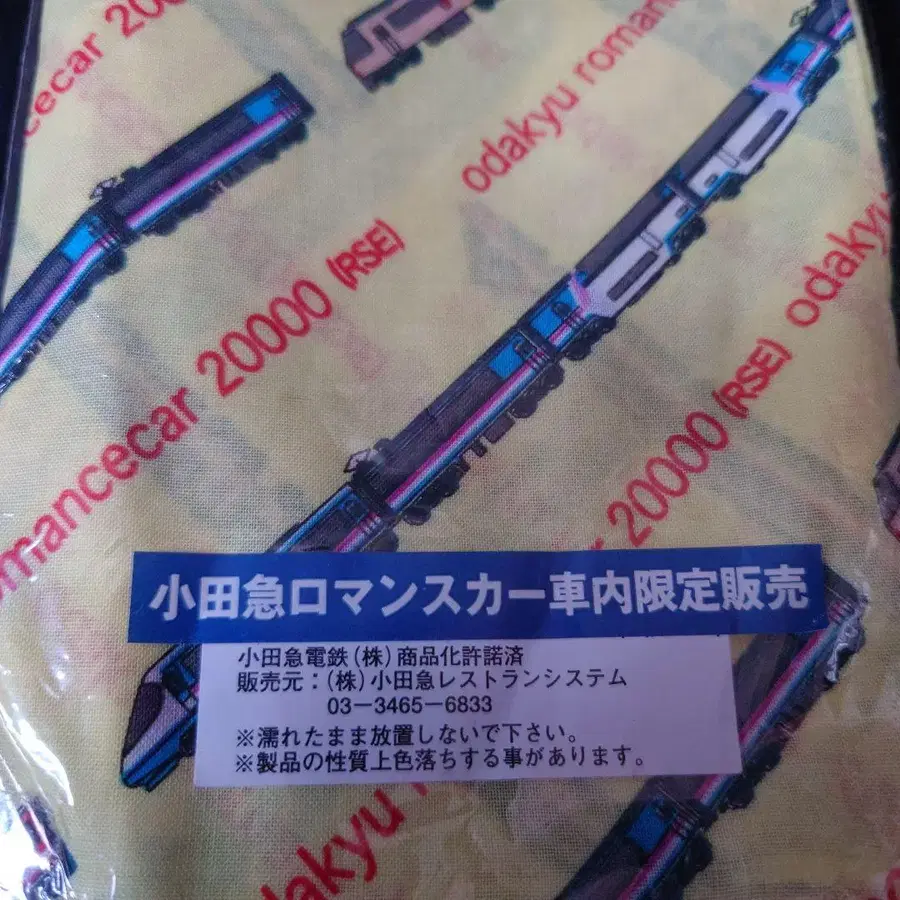 ecar 20000
odakyu romanc
romancecar 20000 (RSE)
odakyu
20000 (RSE)
小田急ロマンスカー車内限定販売
小田急電鉄(株)商品化許諾済
販売元:(株)小田急レストランシステム
03-3465-6833
※濡れたまま放置しないで下さい。
※製品の性質上色落ちする事があります。
odakyu